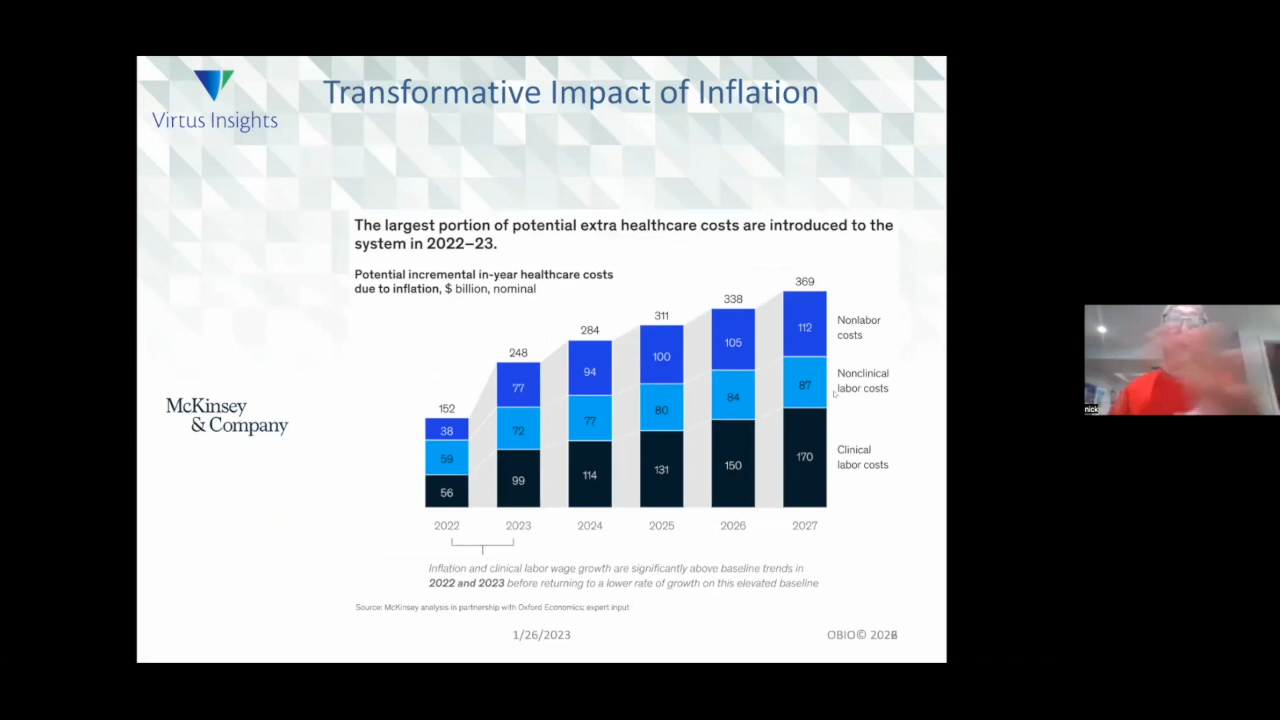 Transformative Impact of Inflation
Virtus Insights
The largest portion of potential extra healthcare costs are introduced to the
system in 2022–23.
Potential incremental in-year healthcare costs
due to inflation, $ billion, nominal
152
248
284
311
338
369
38
77
94
100
105
112
Nonlabor
costs
59
72
77
80
84
87
Nonclinical
labor costs
56
99
114
131
150
170
Clinical
labor costs
2022
2023
2024
2025
2026
2027
McKinsey
& Company
Inflation and clinical labor wage growth are significantly above baseline trends in
2022 and 2023 before returning to a lower rate of growth on this elevated baseline
Source: McKinsey analysis in partnership with Oxford Economics; expert input
1/26/2023
OBIO©
nick